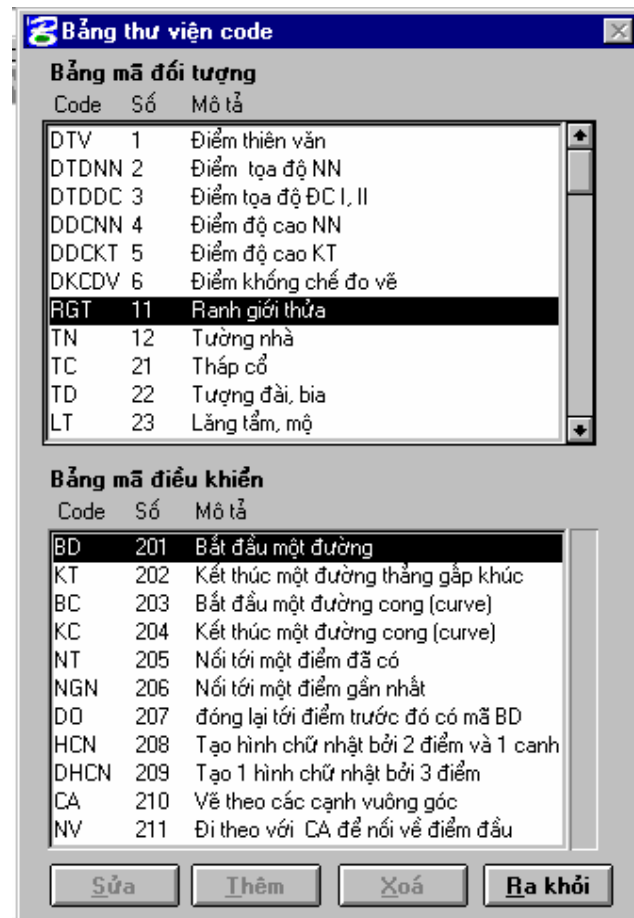 Bảng thư viện code
Bảng mã đối tượng
Code Số Mô tả
DTV 1 Điểm thiên văn
DTDNN 2 Điểm tọa độ NN
DTDDC 3 Điểm tọa độ ĐC I, II
DDCNN 4 Điểm độ cao NN
DDCKT 5 Điểm độ cao KT
DKCDV 6 Điểm khống chế đo vẽ
RGT 11 Ranh giới thửa
TN 12 Tường nhà
TC 21 Tháp cổ
TD 22 Tượng đài, bia
LT 23 Lăng tẩm, mộ
Bảng mã điều khiển
Code Số Mô tả
BD 201 Bắt đầu một đường
KT 202 Kết thúc một đường thẳng gấp khúc
BC 203 Bắt đầu một đường cong (curve)
KC 204 Kết thúc một đường cong (curve)
NT 205 Nối tới một điểm đã có
NGN 206 Nối tới một điểm gần nhất
DO 207 đóng lại tới điểm trước đó có mã BD
HCN 208 Tạo hình chữ nhật bởi 2 điểm và 1 canh
DHCN 209 Tạo 1 hình chữ nhật bởi 3 điểm
CA 210 Vẽ theo các cạnh vuông góc
NV 211 Đi theo với CA để nối về điểm đầu
Sửa Thêm Xoá Ra khỏi